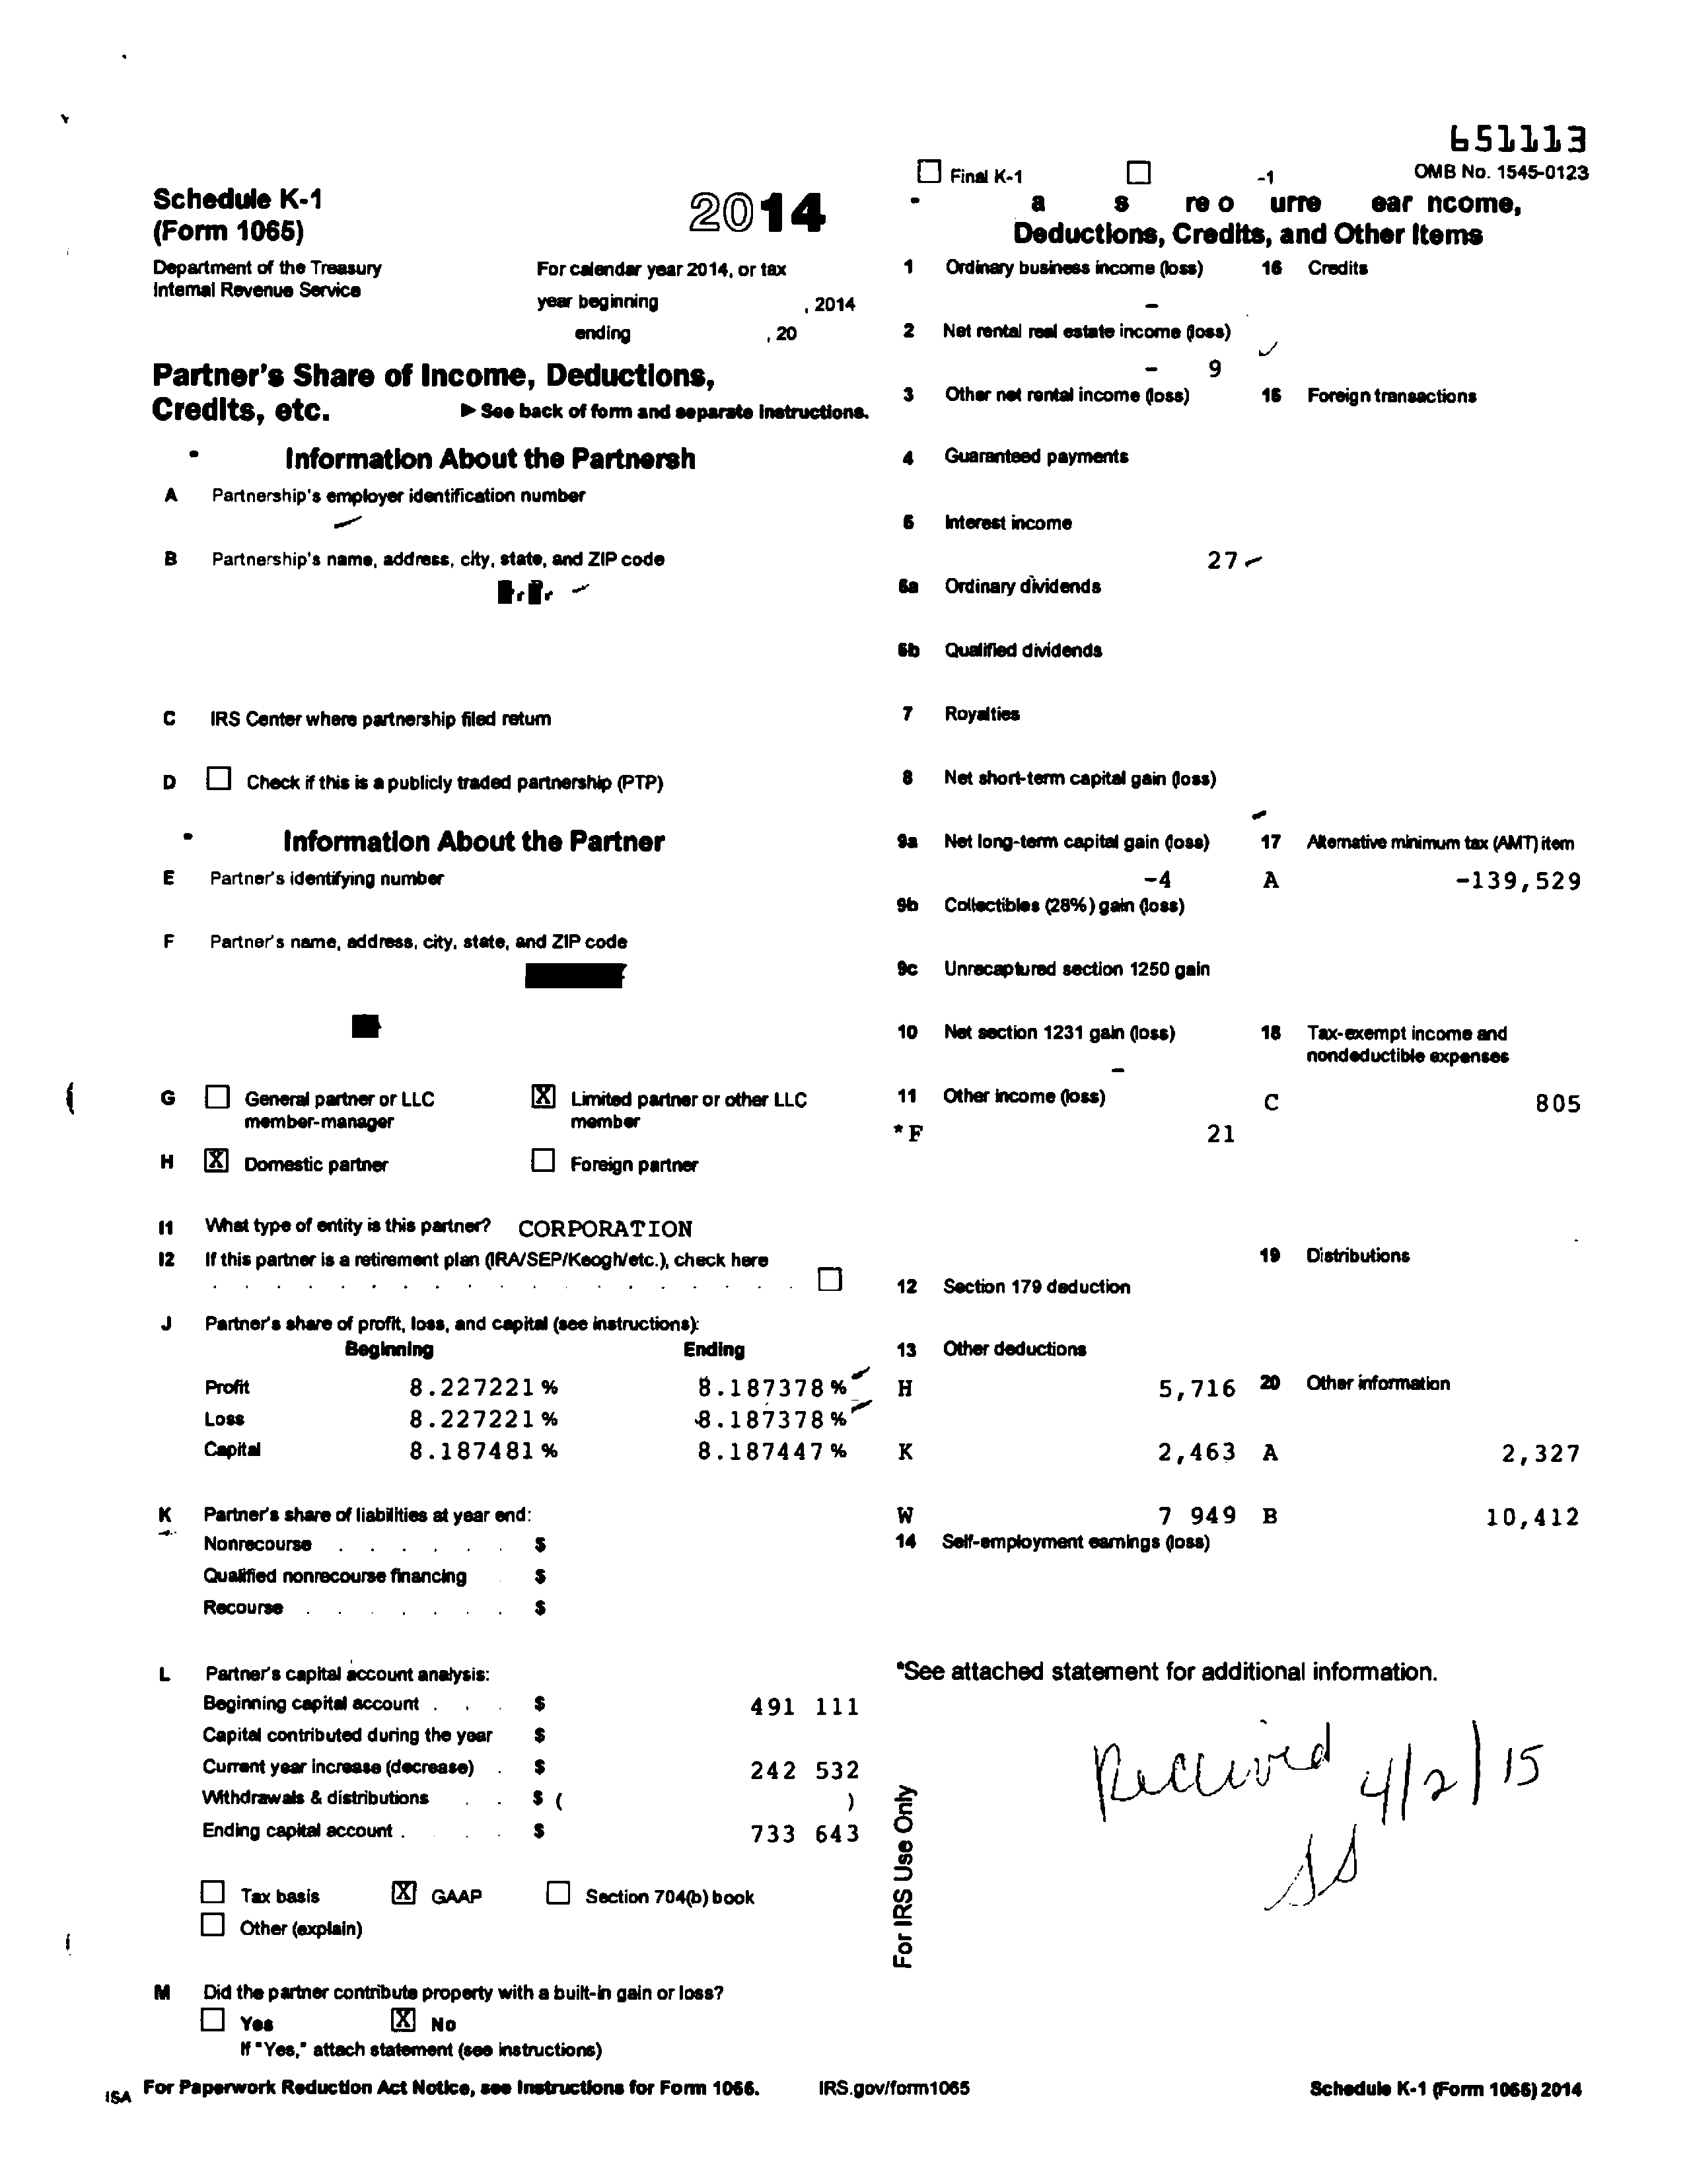 651113
OMB No. 1545-0123
Final K-1
-1
Schedule K-1
(Form 1065)
2014
Department of the Treasury
Internal Revenue Service
For calendar year 2014, or tax
year beginning , 2014
ending , 20
Partner's Share of Income, Deductions,
Credits, etc.
► See back of form and separate instructions.
Information About the Partnersh
A Partnership's employer identification number
B Partnership's name, address, city, state, and ZIP code
C IRS Center where partnership filed return
D Check if this is a publicly traded partnership (PTP)
Information About the Partner
E Partner's identifying number
F Partner's name, address, city, state, and ZIP code
G General partner or LLC
member-manager
X Limited partner or other LLC
member
H X Domestic partner
Foreign partner
I1 What type of entity is this partner? CORPORATION
I2 If this partner is a retirement plan (IRA/SEP/Keogh/etc.), check here
J Partner's share of profit, loss, and capital (see instructions):
Beginning Ending
Profit 8.227221 % 8.187378 %
Loss 8.227221 % 8.187378 %
Capital 8.187481 % 8.187447 %
K Partner's share of liabilities at year end:
Nonrecourse . . . . . . $
Qualified nonrecourse financing $
Recourse . . . . . . . $
L Partner's capital account analysis:
Beginning capital account . . . $ 491 111
Capital contributed during the year $
Current year increase (decrease) . $ 242 532
Withdrawals & distributions . . $ ( )
Ending capital account . . . . $ 733 643
Tax basis X GAAP Section 704(b) book
Other (explain)
M Did the partner contribute property with a built-in gain or loss?
Yes X No
If "Yes," attach statement (see instructions)
a s re o urre ear ncome,
Deductions, Credits, and Other Items
1 Ordinary business income (loss)
-
2 Net rental real estate income (loss)
- 9
3 Other net rental income (loss)
4 Guaranteed payments
5 Interest income
27
6a Ordinary dividends
6b Qualified dividends
7 Royalties
8 Net short-term capital gain (loss)
9a Net long-term capital gain (loss)
-4
9b Collectibles (28%) gain (loss)
9c Unrecaptured section 1250 gain
10 Net section 1231 gain (loss)
-
11 Other income (loss)
*F 21
12 Section 179 deduction
13 Other deductions
H 5,716
K 2,463
W 7 949
14 Self-employment earnings (loss)
15 Credits
16 Foreign transactions
17 Alternative minimum tax (AMT) item
A -139,529
18 Tax-exempt income and
nondeductible expenses
C 805
19 Distributions
20 Other information
A 2,327
B 10,412
*See attached statement for additional information.
For IRS Use Only
Received 4/2/15
SS
ISA For Paperwork Reduction Act Notice, see Instructions for Form 1065.
IRS.gov/form1065
Schedule K-1 (Form 1065) 2014